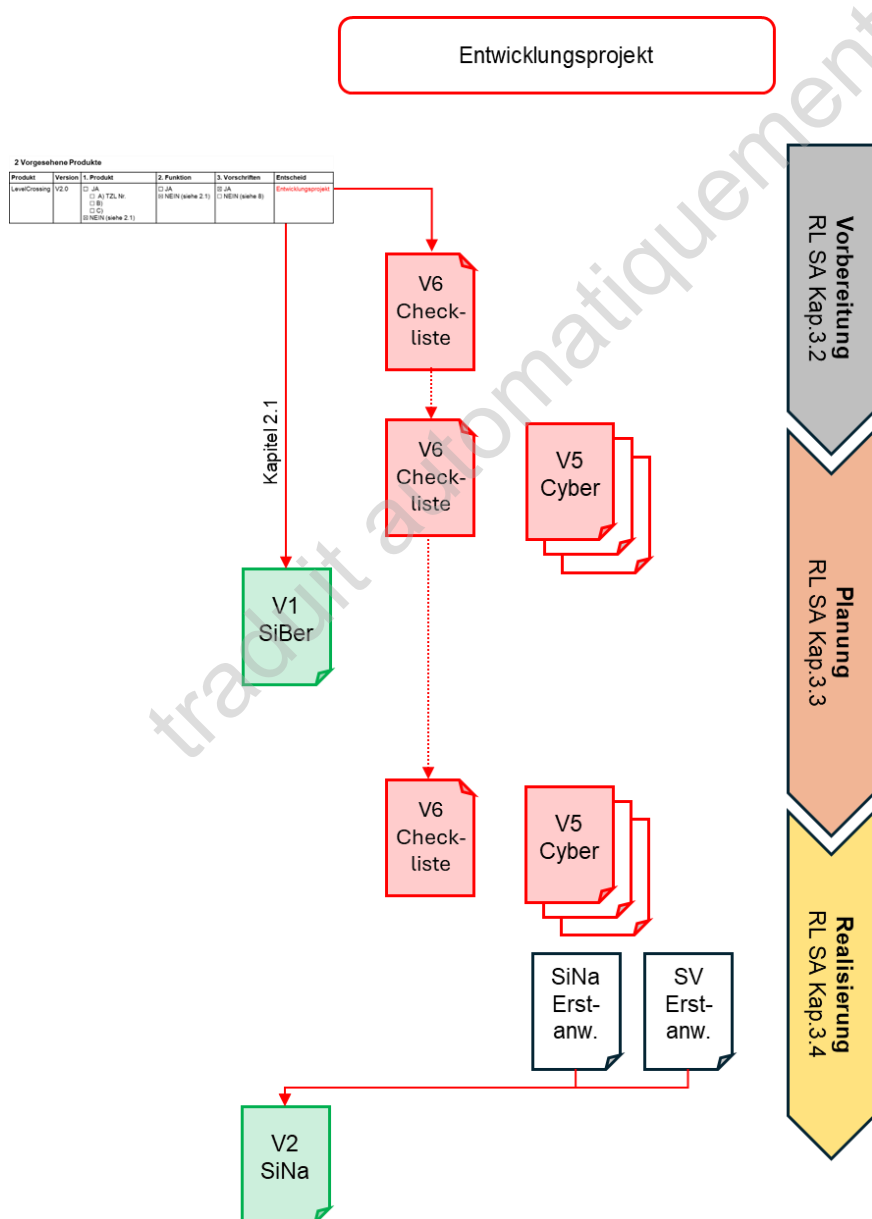 Entwicklungsprojekt
2 Vorgesehene Produkte
Produkt Version 1. Produkt 2. Funktion 3. Vorschriften Entscheid
LevelCrossing V2.0 ☐ JA ☐ JA ☒ JA Entwicklungsprojekt
☐ A) TZL Nr. ☒ NEIN (siehe 2.1) ☐ NEIN (siehe 8)
☐ B)
☐ C)
☒ NEIN (siehe 2.1)
V6
Check-
liste
Vorbereitung
RL SA Kap.3.2
Kapitel 2.1
V6
Check-
liste
V5
Cyber
V1
SiBer
Planung
RL SA Kap.3.3
V6
Check-
liste
V5
Cyber
SiNa
Erst-
anw.
SV
Erst-
anw.
Realisierung
RL SA Kap.3.4
V2
SiNa
traduit automatiquement